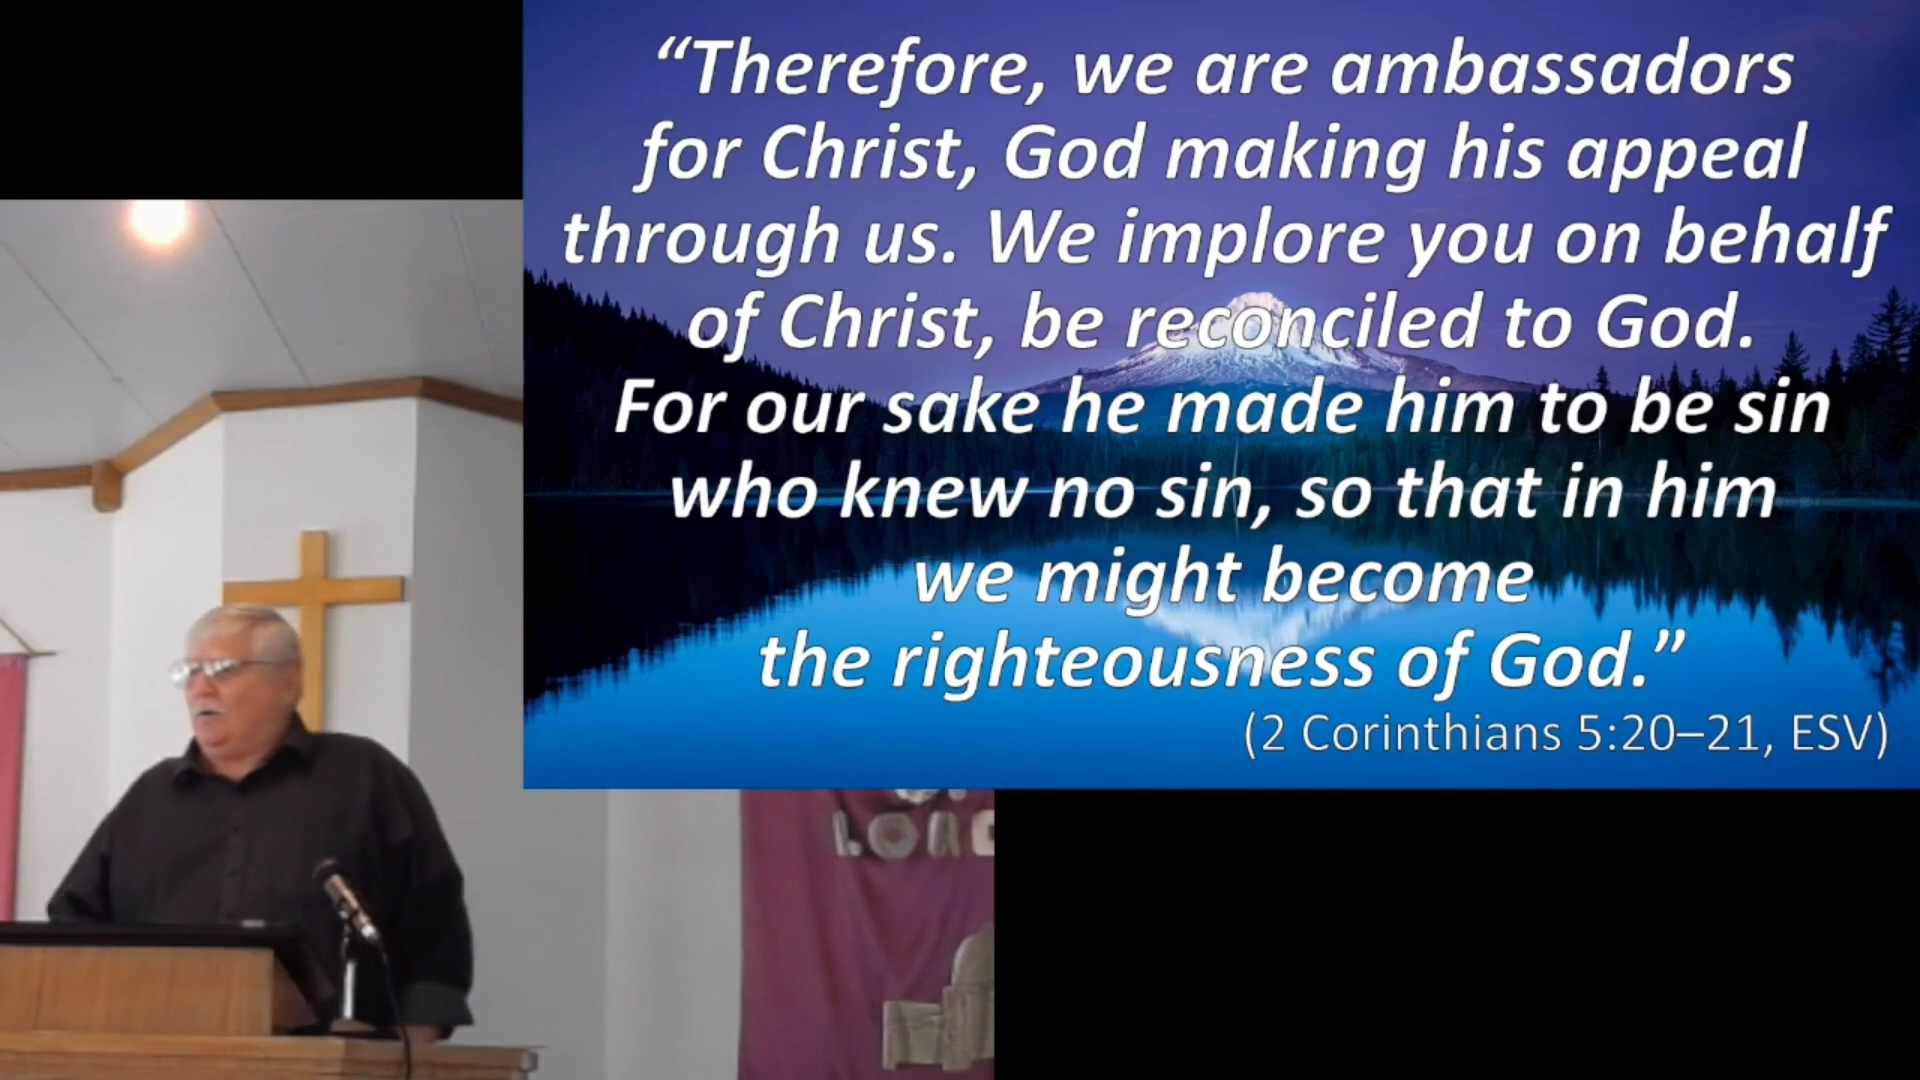 “Therefore, we are ambassadors
for Christ, God making his appeal
through us. We implore you on behalf
of Christ, be reconciled to God.
For our sake he made him to be sin
who knew no sin, so that in him
we might become
the righteousness of God.”
(2 Corinthians 5:20–21, ESV)